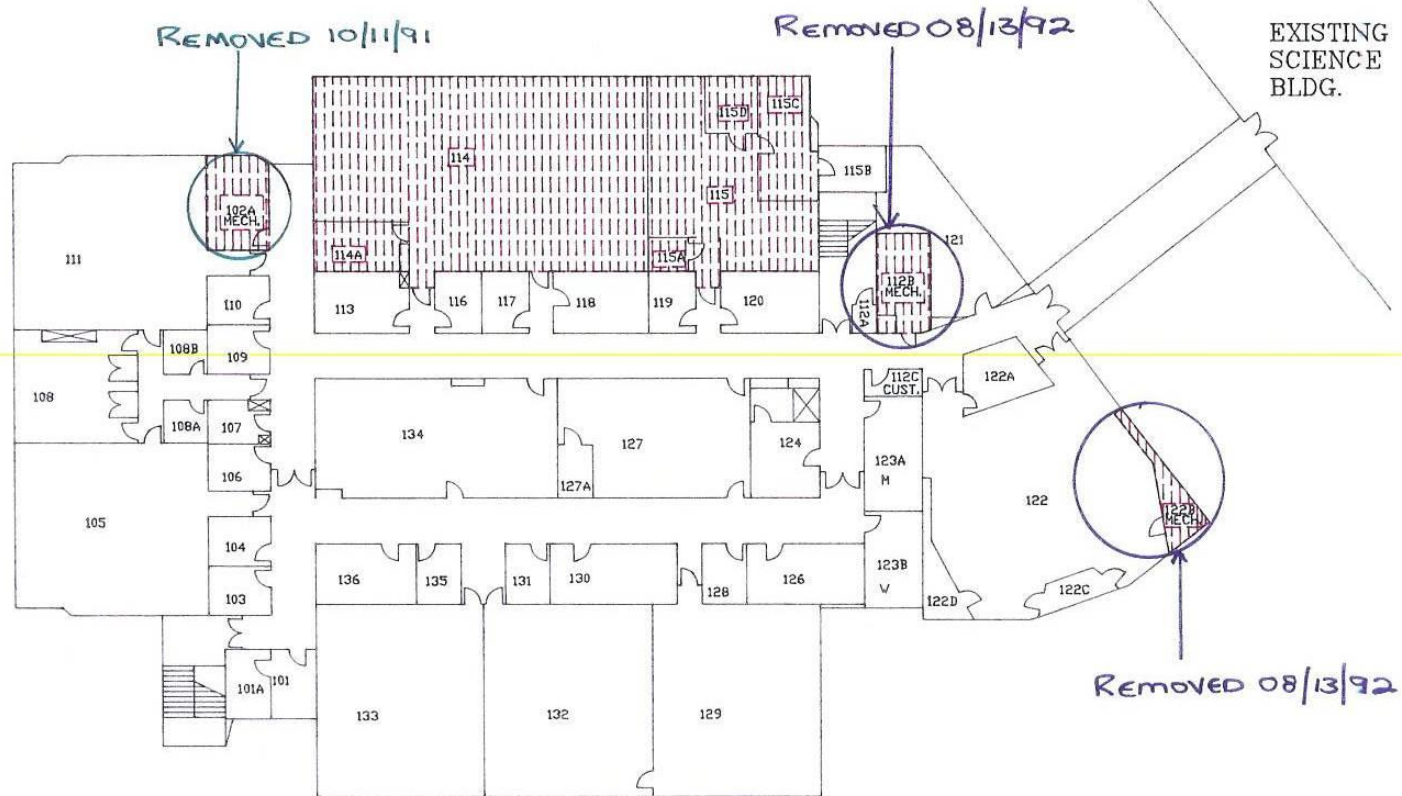 REMOVED 10/11/91
REMOVED 08/13/92
EXISTING
SCIENCE
BLDG.
115D
115C
114
115B
102A
MECH.
115
121
111
114A
115A
112B
MECH.
110
113
116
117
118
119
120
112A
108B
109
122A
112C
CUST.
108
108A
107
134
127
124
106
123A
M
127A
122
105
122B
MECH.
104
136
135
131
130
128
126
123B
W
103
122D
122C
101A
101
133
132
129
REMOVED 08/13/92